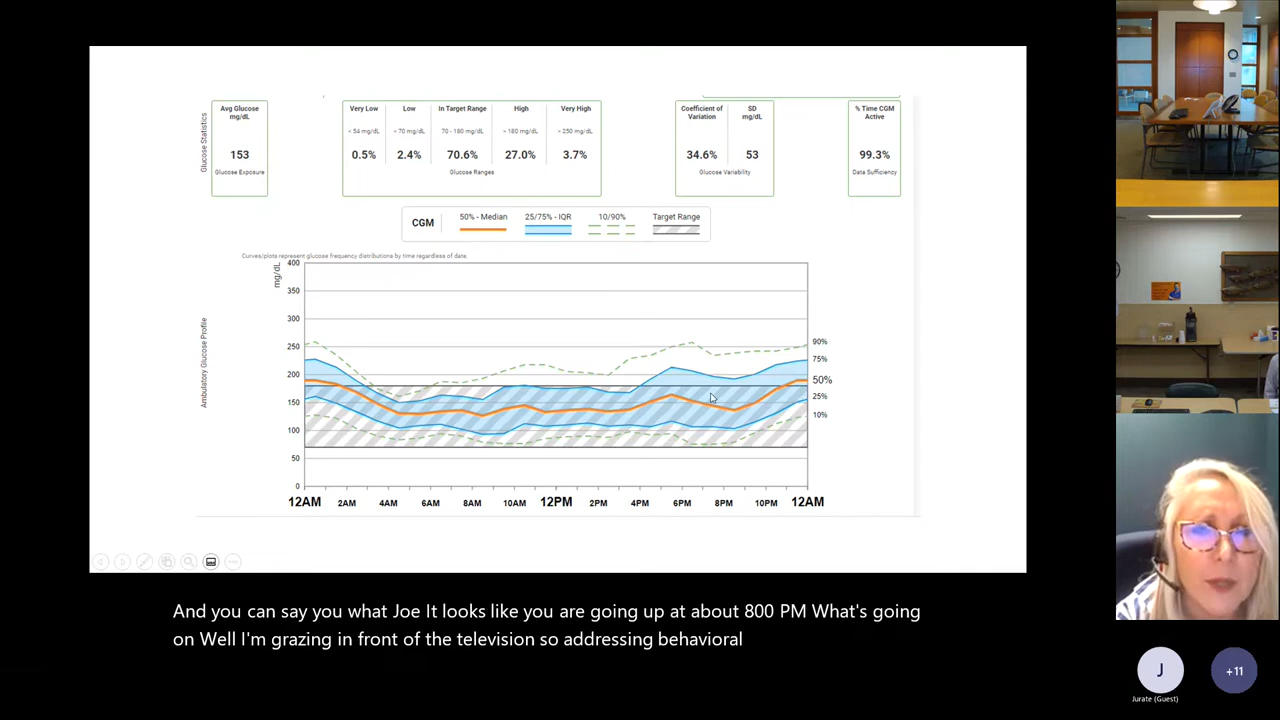 Avg Glucose
mg/dL
153
Glucose Exposure
Glucose Statistics
Very Low Low In Target Range High Very High
< 54 mg/dL < 70 mg/dL 70 - 180 mg/dL > 180 mg/dL > 250 mg/dL
0.5% 2.4% 70.6% 27.0% 3.7%
Glucose Ranges
Coefficient of
Variation
SD
mg/dL
34.6% 53
Glucose Variability
% Time CGM
Active
99.3%
Data Sufficiency
CGM 50% - Median 25/75% - IQR 10/90% Target Range
Curves/plots represent glucose frequency distributions by time regardless of date.
Ambulatory Glucose Profile
mg/dL
400
350
300
250
200
150
100
50
0
90%
75%
50%
25%
10%
12AM 2AM 4AM 6AM 8AM 10AM 12PM 2PM 4PM 6PM 8PM 10PM 12AM
And you can say you what Joe It looks like you are going up at about 800 PM What's going
on Well I'm grazing in front of the television so addressing behavioral
J
Jurate (Guest)
+11